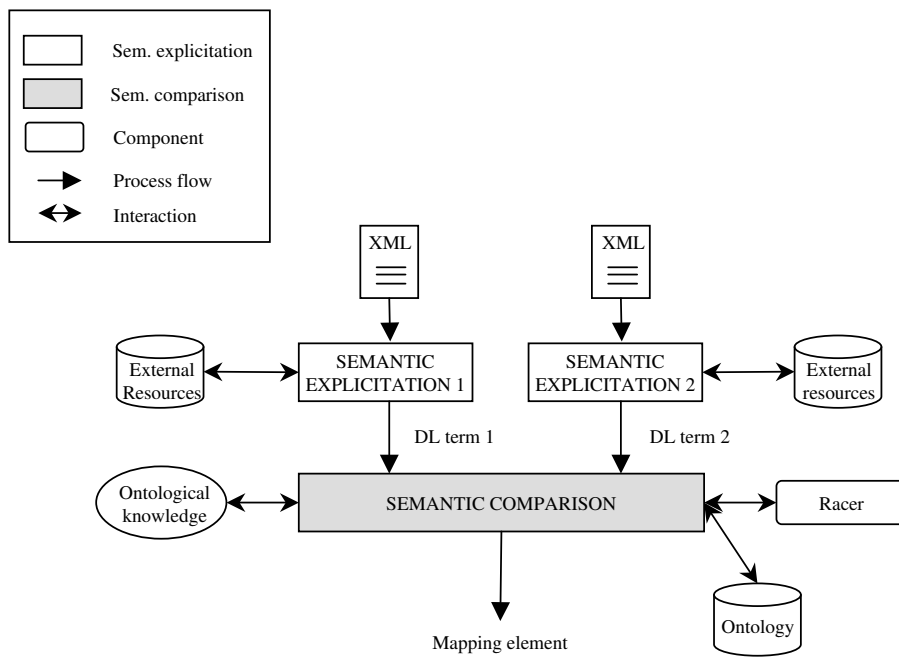 Sem. explicitation
Sem. comparison
Component
Process flow
Interaction
XML
XML
External
Resources
SEMANTIC
EXPLICITATION 1
SEMANTIC
EXPLICITATION 2
External
resources
DL term 1
DL term 2
Ontological
knowledge
SEMANTIC COMPARISON
Racer
Ontology
Mapping element